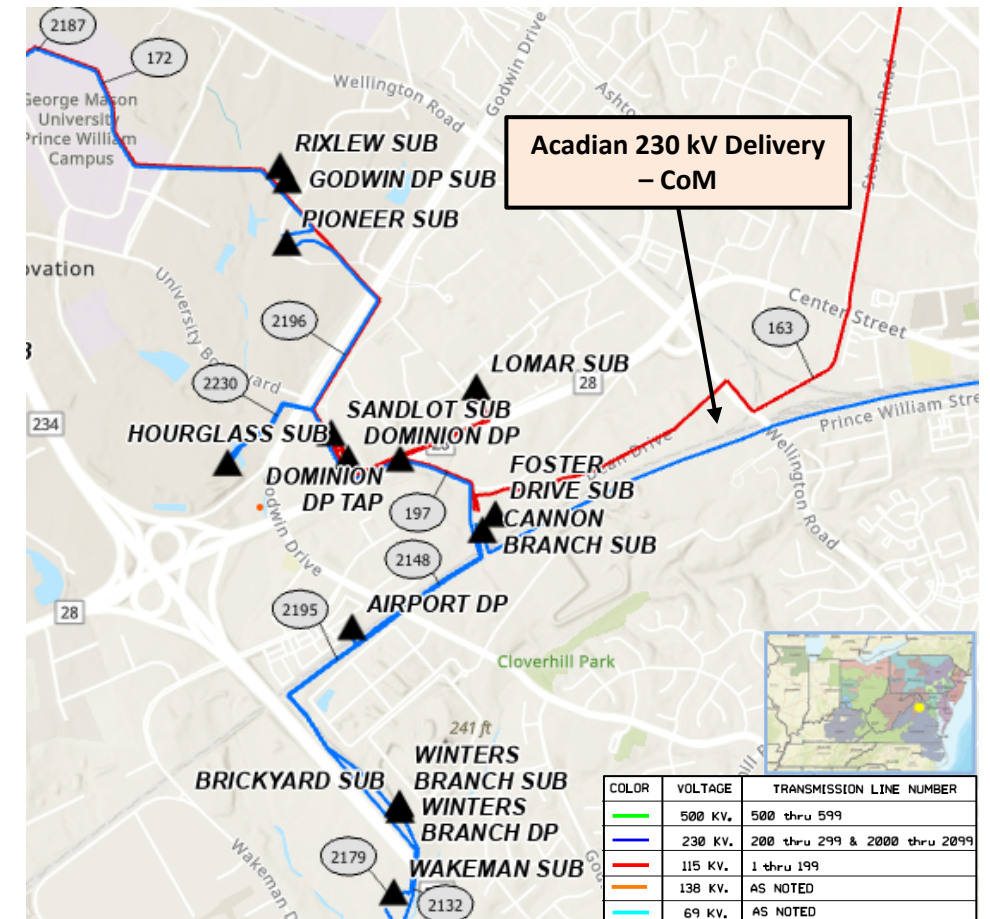 2187
172
George Mason
University
Prince William
Campus
Wellington Road
Godwin Drive
Stonewall Road
RIXLEW SUB
GODWIN DP SUB
PIONEER SUB
Acadian 230 kV Delivery
– CoM
ovation
University Boulevard
2196
Center Street
163
2230
LOMAR SUB
28
SANDLOT SUB
234
HOURGLASS SUB
DOMINION DP
28
Prince William Stre
DOMINION
DP TAP
FOSTER
DRIVE SUB
Wellington Road
Godwin Drive
197
CANNON
BRANCH SUB
2148
2195
AIRPORT DP
28
Cloverhill Park
241 ft
WINTERS
BRANCH SUB
BRICKYARD SUB
WINTERS
BRANCH DP
2179
WAKEMAN SUB
2132
COLOR VOLTAGE TRANSMISSION LINE NUMBER
500 KV. 500 thru 599
230 KV. 200 thru 299 & 2000 thru 2099
115 KV. 1 thru 199
138 KV. AS NOTED
69 KV. AS NOTED